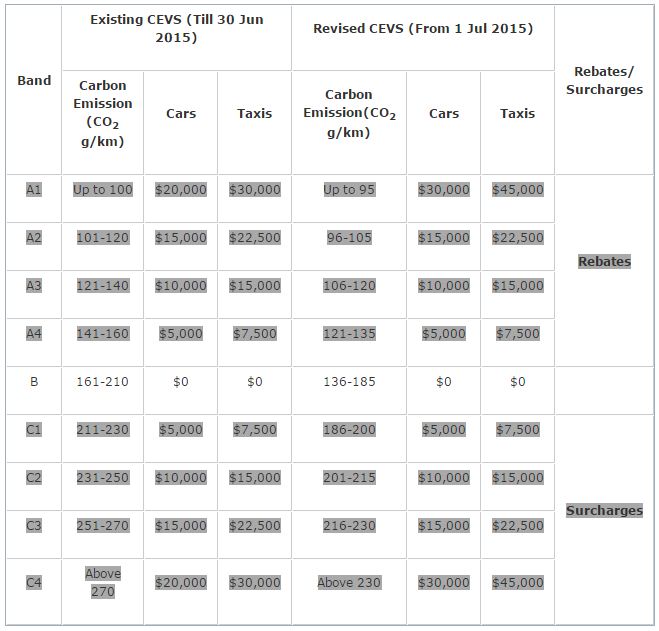 Band
Existing CEVS (Till 30 Jun
2015)
Revised CEVS (From 1 Jul 2015)
Rebates/
Surcharges
Carbon
Emission
(CO2
g/km)
Cars
Taxis
Carbon
Emission(CO2
g/km)
Cars
Taxis
A1 Up to 100 $20,000 $30,000 Up to 95 $30,000 $45,000
A2 101-120 $15,000 $22,500 96-105 $15,000 $22,500
Rebates
A3 121-140 $10,000 $15,000 106-120 $10,000 $15,000
A4 141-160 $5,000 $7,500 121-135 $5,000 $7,500
B 161-210 $0 $0 136-185 $0 $0
C1 211-230 $5,000 $7,500 186-200 $5,000 $7,500
C2 231-250 $10,000 $15,000 201-215 $10,000 $15,000
Surcharges
C3 251-270 $15,000 $22,500 216-230 $15,000 $22,500
C4 Above
270 $20,000 $30,000 Above 230 $30,000 $45,000